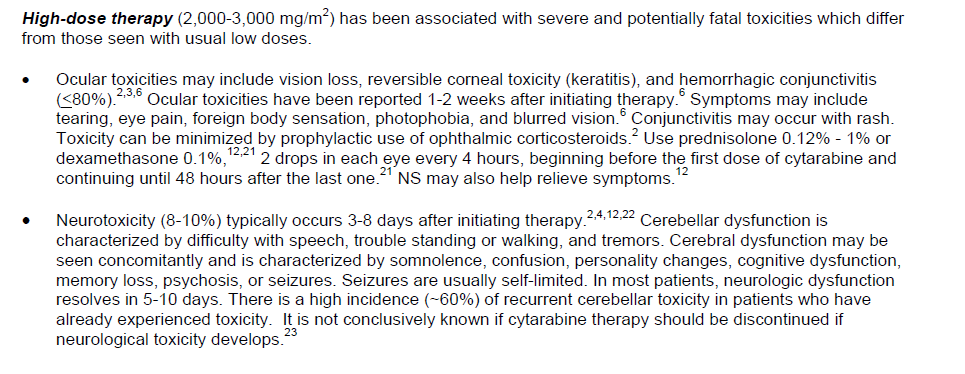 High-dose therapy (2,000-3,000 mg/m²) has been associated with severe and potentially fatal toxicities which differ
from those seen with usual low doses.
• Ocular toxicities may include vision loss, reversible corneal toxicity (keratitis), and hemorrhagic conjunctivitis
(≤80%).2,3,6 Ocular toxicities have been reported 1-2 weeks after initiating therapy.6 Symptoms may include
tearing, eye pain, foreign body sensation, photophobia, and blurred vision.6 Conjunctivitis may occur with rash.
Toxicity can be minimized by prophylactic use of ophthalmic corticosteroids.2 Use prednisolone 0.12% - 1% or
dexamethasone 0.1%,12,21 2 drops in each eye every 4 hours, beginning before the first dose of cytarabine and
continuing until 48 hours after the last one.21 NS may also help relieve symptoms.12
• Neurotoxicity (8-10%) typically occurs 3-8 days after initiating therapy.2,4,12,22 Cerebellar dysfunction is
characterized by difficulty with speech, trouble standing or walking, and tremors. Cerebral dysfunction may be
seen concomitantly and is characterized by somnolence, confusion, personality changes, cognitive dysfunction,
memory loss, psychosis, or seizures. Seizures are usually self-limited. In most patients, neurologic dysfunction
resolves in 5-10 days. There is a high incidence (~60%) of recurrent cerebellar toxicity in patients who have
already experienced toxicity. It is not conclusively known if cytarabine therapy should be discontinued if
neurological toxicity develops.23